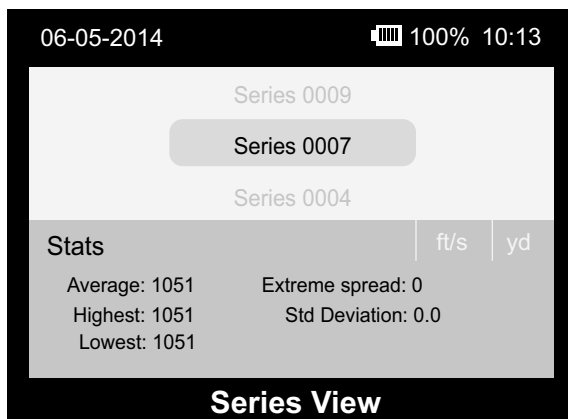 06-05-2014 100% 10:13
Series 0009
Series 0007
Series 0004
Stats ft/s yd
Average: 1051 Extreme spread: 0
Highest: 1051 Std Deviation: 0.0
Lowest: 1051
Series View